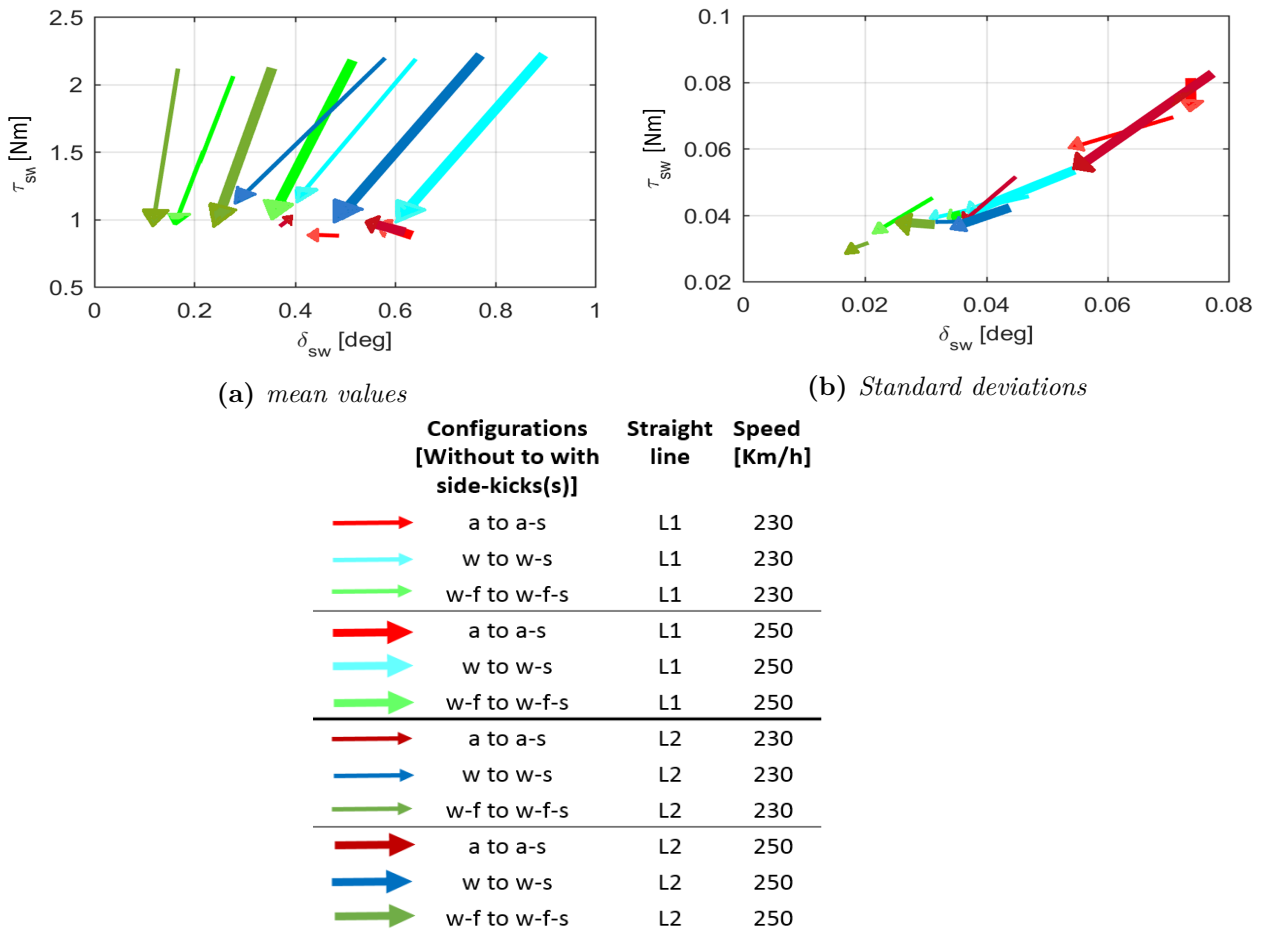 2.5
2
1.5
1
0.5
0 0.2 0.4 0.6 0.8 1
τsw [Nm]
δsw [deg]
(a) mean values
0.1
0.08
0.06
0.04
0.02
0 0.02 0.04 0.06 0.08
τsw [Nm]
δsw [deg]
(b) Standard deviations
Configurations Straight Speed
[Without to with line [Km/h]
side-kicks(s)]
a to a-s L1 230
w to w-s L1 230
w-f to w-f-s L1 230
a to a-s L1 250
w to w-s L1 250
w-f to w-f-s L1 250
a to a-s L2 230
w to w-s L2 230
w-f to w-f-s L2 230
a to a-s L2 250
w to w-s L2 250
w-f to w-f-s L2 250